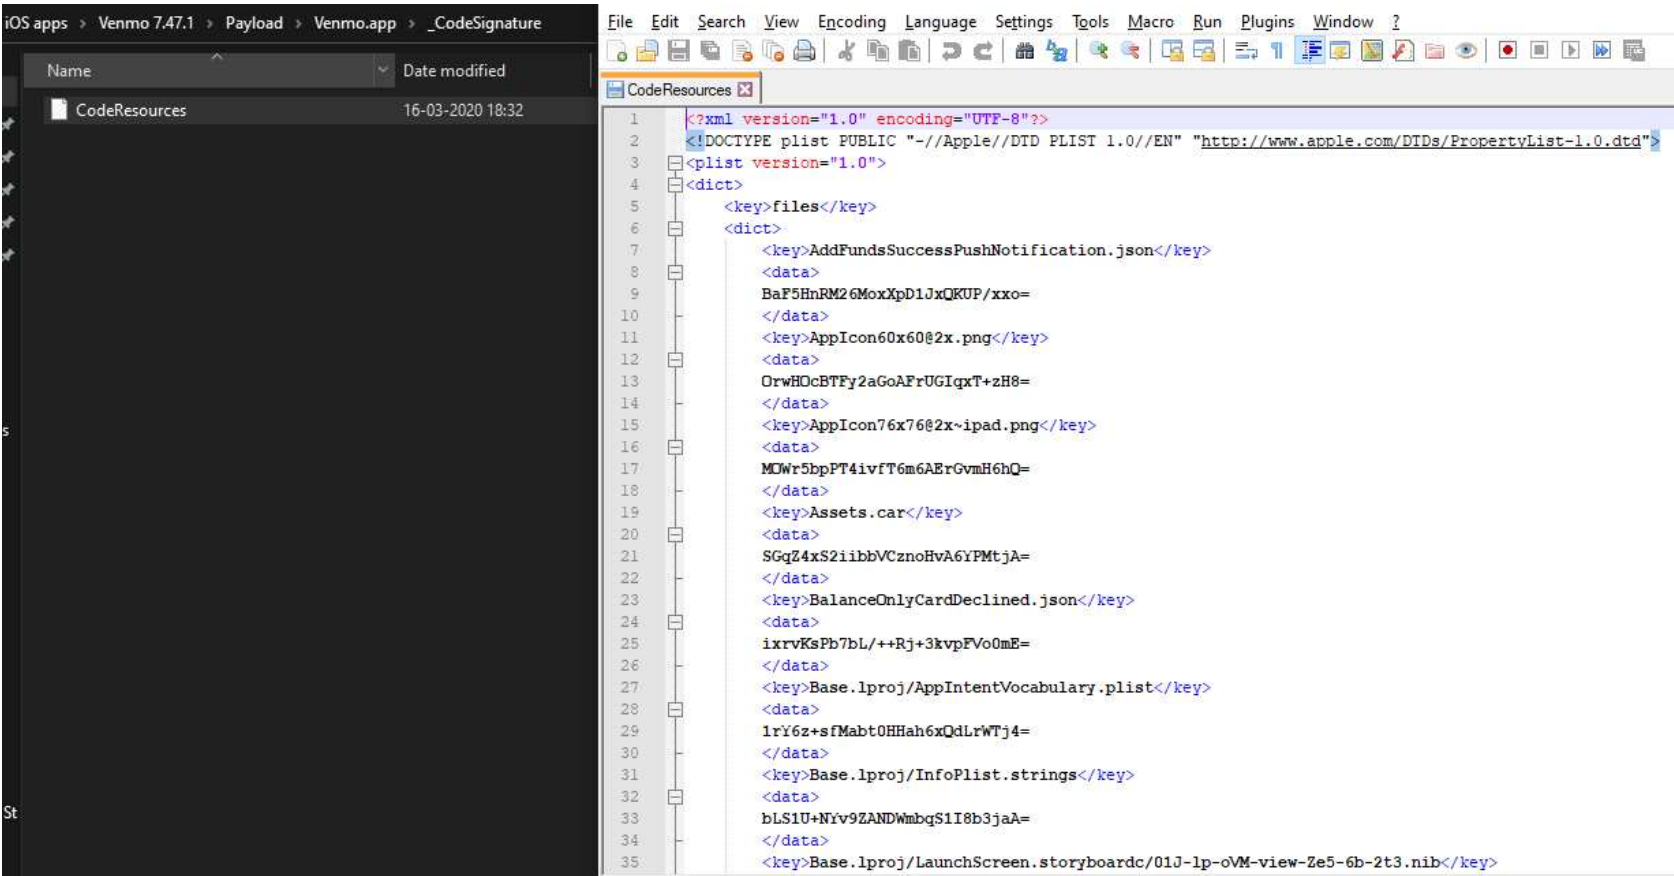 iOS apps > Venmo 7.47.1 > Payload > Venmo.app > _CodeSignature
Name Date modified
CodeResources 16-03-2020 18:32
s
St
File Edit Search View Encoding Language Settings Tools Macro Run Plugins Window ?
CodeResources
1 <?xml version="1.0" encoding="UTF-8"?>
2 <!DOCTYPE plist PUBLIC "-//Apple//DTD PLIST 1.0//EN" "http://www.apple.com/DTDs/PropertyList-1.0.dtd">
3 <plist version="1.0">
4 <dict>
5 <key>files</key>
6 <dict>
7 <key>AddFundsSuccessPushNotification.json</key>
8 <data>
9 BaF5HnRM26MoxXpD1JxQKUP/xxo=
10 </data>
11 <key>AppIcon60x60@2x.png</key>
12 <data>
13 OrwHOcBTFy2aGoAFrUGIqxT+zH8=
14 </data>
15 <key>AppIcon76x76@2x~ipad.png</key>
16 <data>
17 MOWr5bpPT4ivfT6m6AErGvmH6hQ=
18 </data>
19 <key>Assets.car</key>
20 <data>
21 SGqZ4xS2iibbVCznoHvA6YPMtjA=
22 </data>
23 <key>BalanceOnlyCardDeclined.json</key>
24 <data>
25 ixrvKsPb7bL/++Rj+3kvpFVo0mE=
26 </data>
27 <key>Base.lproj/AppIntentVocabulary.plist</key>
28 <data>
29 1rY6z+sfMabt0HHah6xQdLrWTj4=
30 </data>
31 <key>Base.lproj/InfoPlist.strings</key>
32 <data>
33 bLS1U+NYv9ZANDWmbqS1I8b3jaA=
34 </data>
35 <key>Base.lproj/LaunchScreen.storyboardc/01J-lp-oVM-view-Ze5-6b-2t3.nib</key>